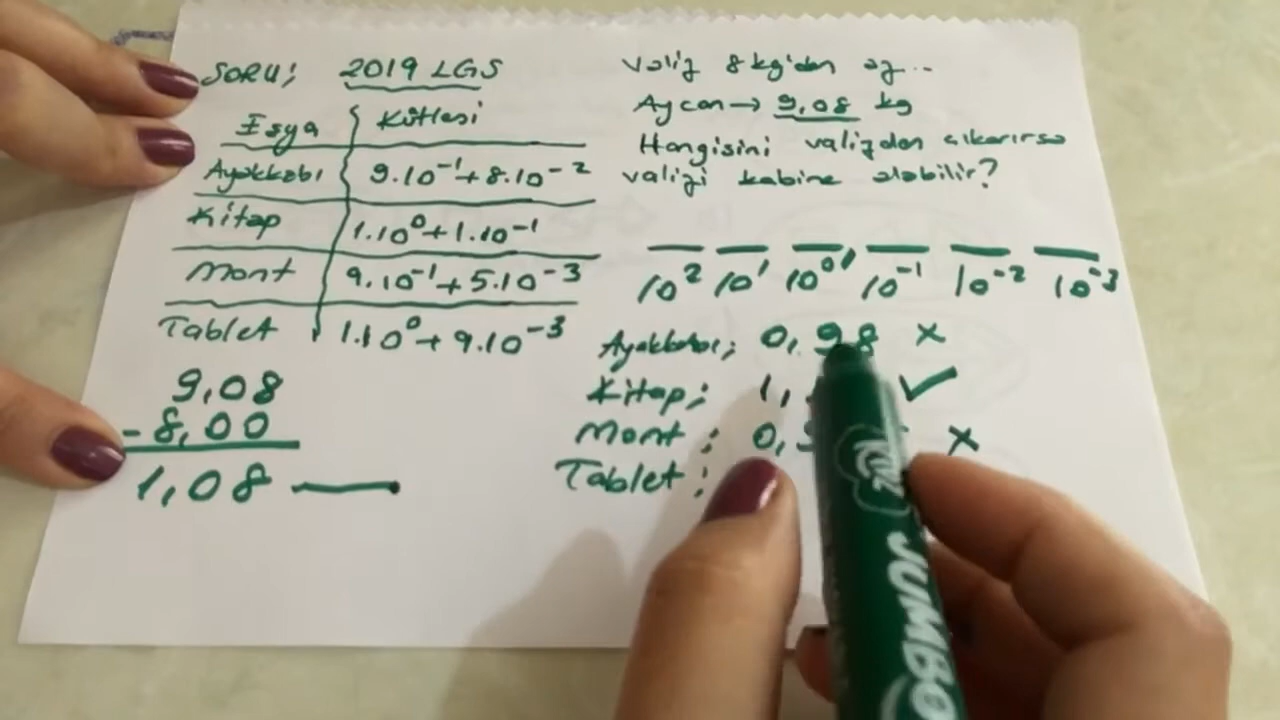 SORU; 2019 LGS
Eşya Kütlesi
Ayakkabı 9.10⁻¹+8.10⁻²
Kitap 1.10⁰+1.10⁻¹
Mont 9.10⁻¹+5.10⁻³
Tablet 1.10⁰+9.10⁻³
9,08
-8,00
1,08
Valiz 8 kg'dan az...
Aycan→ 9,08 kg
Hangisini valizden çıkarırsa
valizi kabine alabilir?
10² 10¹ 10⁰, 10⁻¹ 10⁻² 10⁻³
Ayakkabı; 0,98 x
Kitap; 1, ✓
Mont: 0, x
Tablet:
JUMBO